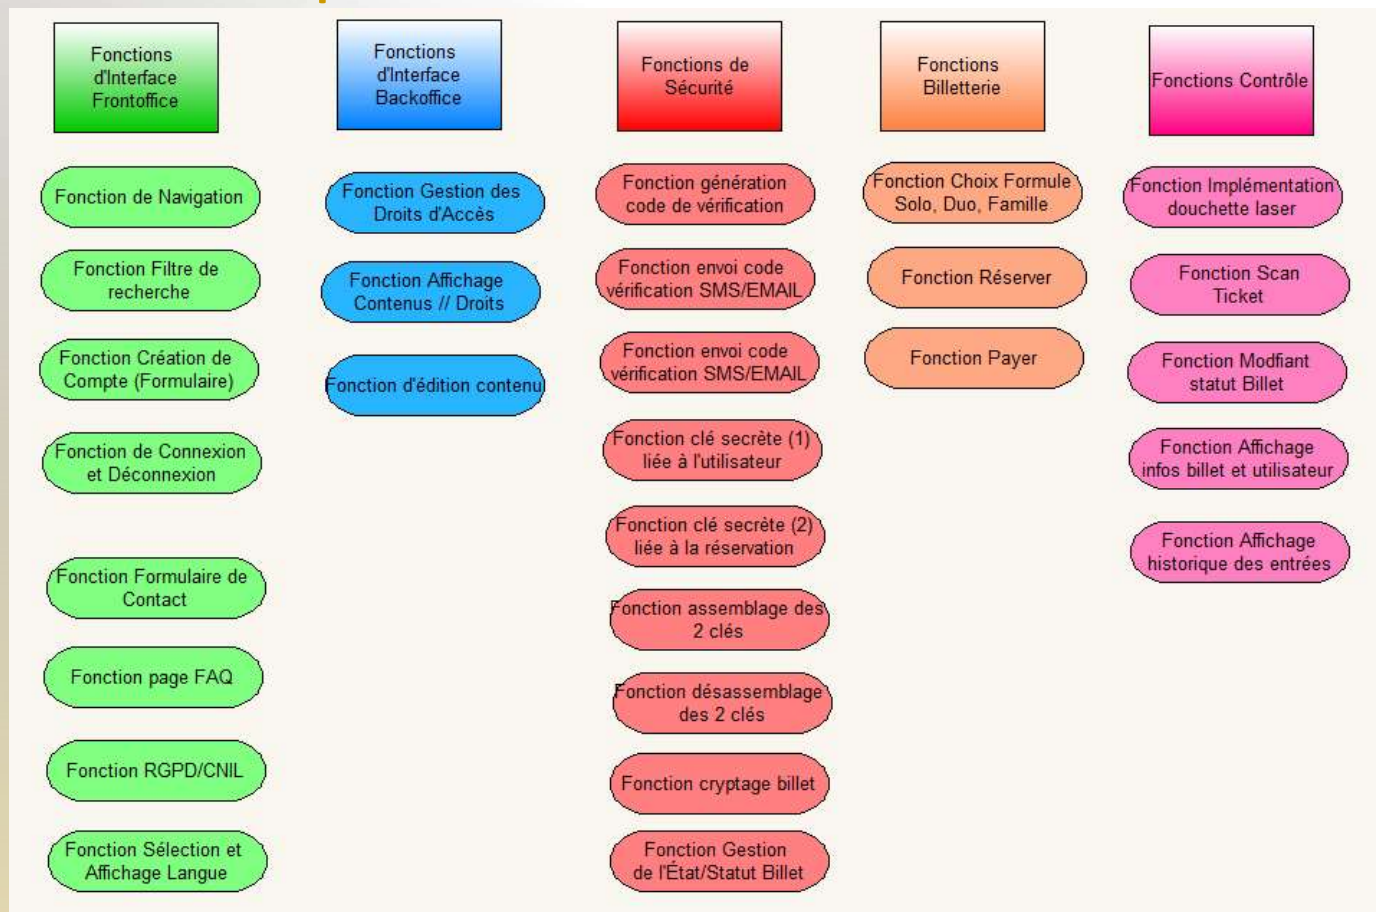 Fonctions
d'Interface
Frontoffice
Fonction de Navigation
Fonction Filtre de
recherche
Fonction Création de
Compte (Formulaire)
Fonction de Connexion
et Déconnexion
Fonction Formulaire de
Contact
Fonction page FAQ
Fonction RGPD/CNIL
Fonction Sélection et
Affichage Langue
Fonctions
d'Interface
Backoffice
Fonction Gestion des
Droits d'Accès
Fonction Affichage
Contenus // Droits
Fonction d'édition contenu
Fonctions de
Sécurité
Fonction génération
code de vérification
Fonction envoi code
vérification SMS/EMAIL
Fonction envoi code
vérification SMS/EMAIL
Fonction clé secrète (1)
liée à l'utilisateur
Fonction clé secrète (2)
liée à la réservation
Fonction assemblage des
2 clés
Fonction désassemblage
des 2 clés
Fonction cryptage billet
Fonction Gestion
de l'État/Statut Billet
Fonctions
Billetterie
Fonction Choix Formule
Solo, Duo, Famille
Fonction Réserver
Fonction Payer
Fonctions Contrôle
Fonction Implémentation
douchette laser
Fonction Scan
Ticket
Fonction Modfiant
statut Billet
Fonction Affichage
infos billet et utilisateur
Fonction Affichage
historique des entrées